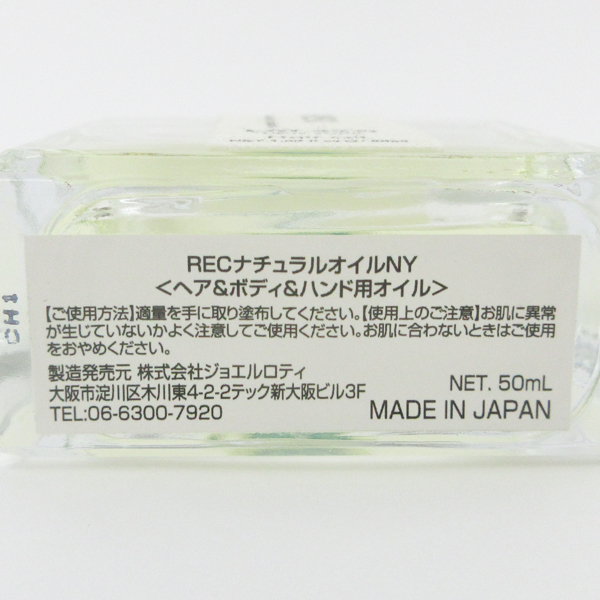 RECナチュラルオイルNY
<ヘア&ボディ&ハンド用オイル>
【ご使用方法】適量を手に取り塗布してください。【使用上のご注意】お肌に異常
が生じていないかよく注意してご使用ください。お肌に合わないときはご使用
をおやめください。
製造発売元 株式会社ジョエルロティ
大阪市淀川区木川東4-2-2テック新大阪ビル3F
TEL:06-6300-7920
NET. 50mL
MADE IN JAPAN